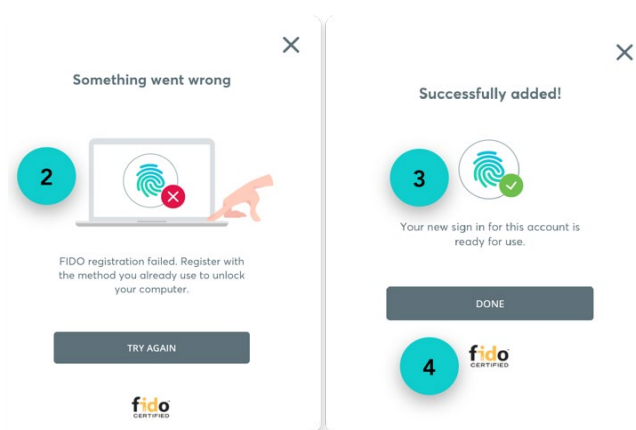 Something went wrong
2
FIDO registration failed. Register with
the method you already use to unlock
your computer.
TRY AGAIN
fido
CERTIFIED
Successfully added!
3
Your new sign in for this account is
ready for use.
DONE
4
fido
CERTIFIED